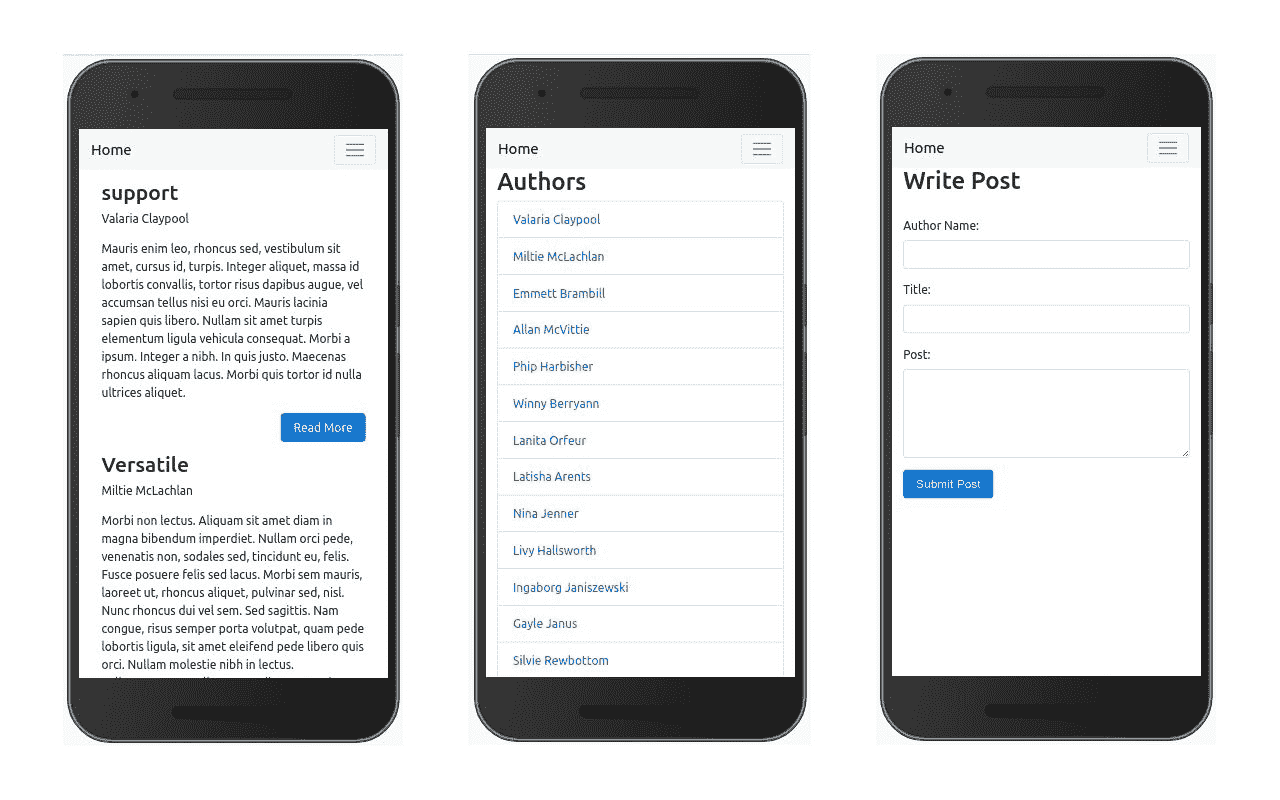 Home
support
Valaria Claypool
Mauris enim leo, rhoncus sed, vestibulum sit
amet, cursus id, turpis. Integer aliquet, massa id
lobortis convallis, tortor risus dapibus augue, vel
accumsan tellus nisi eu orci. Mauris lacinia
sapien quis libero. Nullam sit amet turpis
elementum ligula vehicula consequat. Morbi a
ipsum. Integer a nibh. In quis justo. Maecenas
rhoncus aliquam lacus. Morbi quis tortor id nulla
ultrices aliquet.
Read More
Versatile
Miltie McLachlan
Morbi non lectus. Aliquam sit amet diam in
magna bibendum imperdiet. Nullam orci pede,
venenatis non, sodales sed, tincidunt eu, felis.
Fusce posuere felis sed lacus. Morbi sem mauris,
laoreet ut, rhoncus aliquet, pulvinar sed, nisl.
Nunc rhoncus dui vel sem. Sed sagittis. Nam
congue, risus semper porta volutpat, quam pede
lobortis ligula, sit amet eleifend pede libero quis
orci. Nullam molestie nibh in lectus.
Home
Authors
Valaria Claypool
Miltie McLachlan
Emmett Brambill
Allan McVittie
Phip Harbisher
Winny Berryann
Lanita Orfeur
Latisha Arents
Nina Jenner
Livy Hallsworth
Ingaborg Janiszewski
Gayle Janus
Silvie Rewbottom
Home
Write Post
Author Name:
Title:
Post:
Submit Post